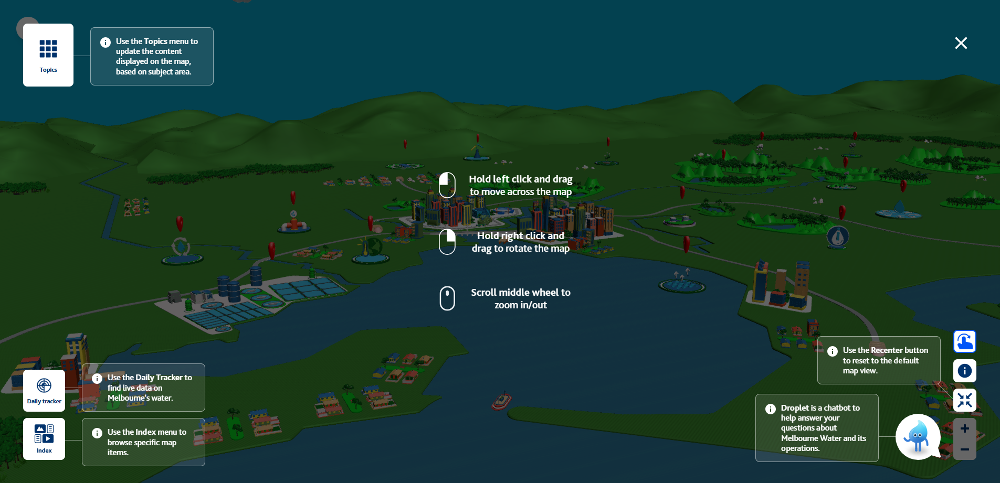 Topics
Use the Topics menu to
update the content
displayed on the map,
based on subject area.
Hold left click and drag
to move across the map
Hold right click and
drag to rotate the map
Scroll middle wheel to
zoom in/out
Daily tracker
Use the Daily Tracker to
find live data on
Melbourne's water.
Index
Use the Index menu to
browse specific map
items.
Use the Recenter button
to reset to the default
map view.
Droplet is a chatbot to
help answer your
questions about
Melbourne Water and its
operations.